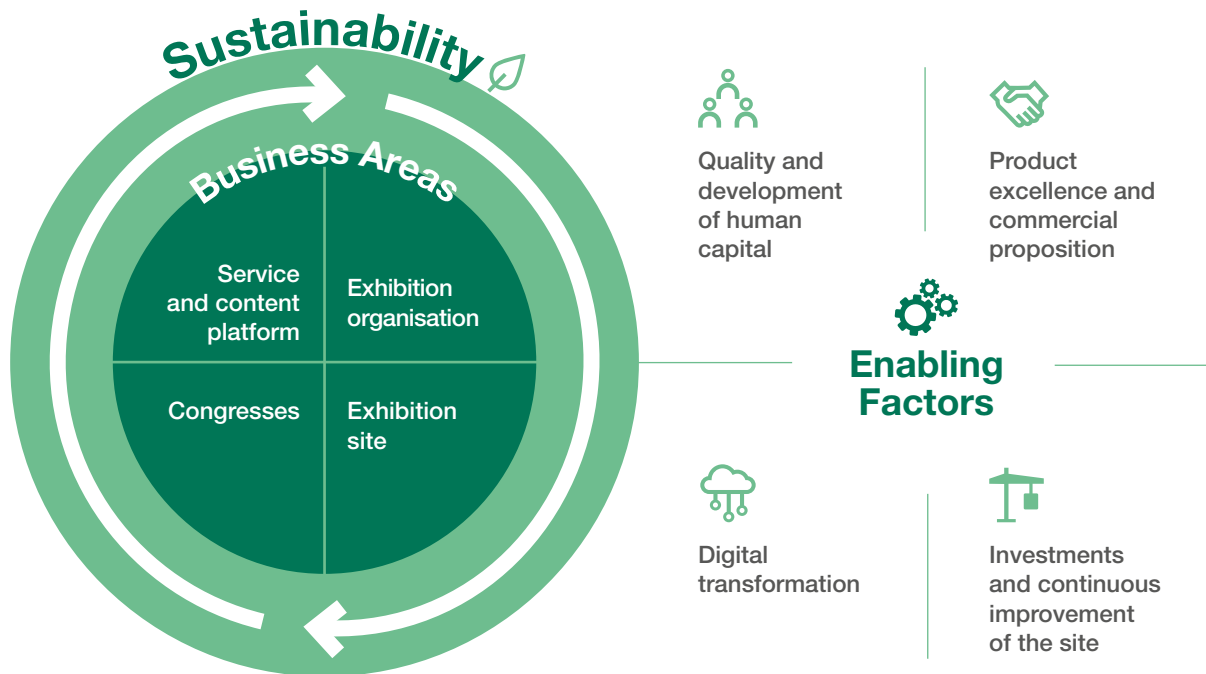 Sustainability
Business Areas
Service
and content
platform
Exhibition
organisation
Congresses
Exhibition
site
Quality and
development
of human
capital
Product
excellence and
commercial
proposition
Enabling
Factors
Digital
transformation
Investments
and continuous
improvement
of the site